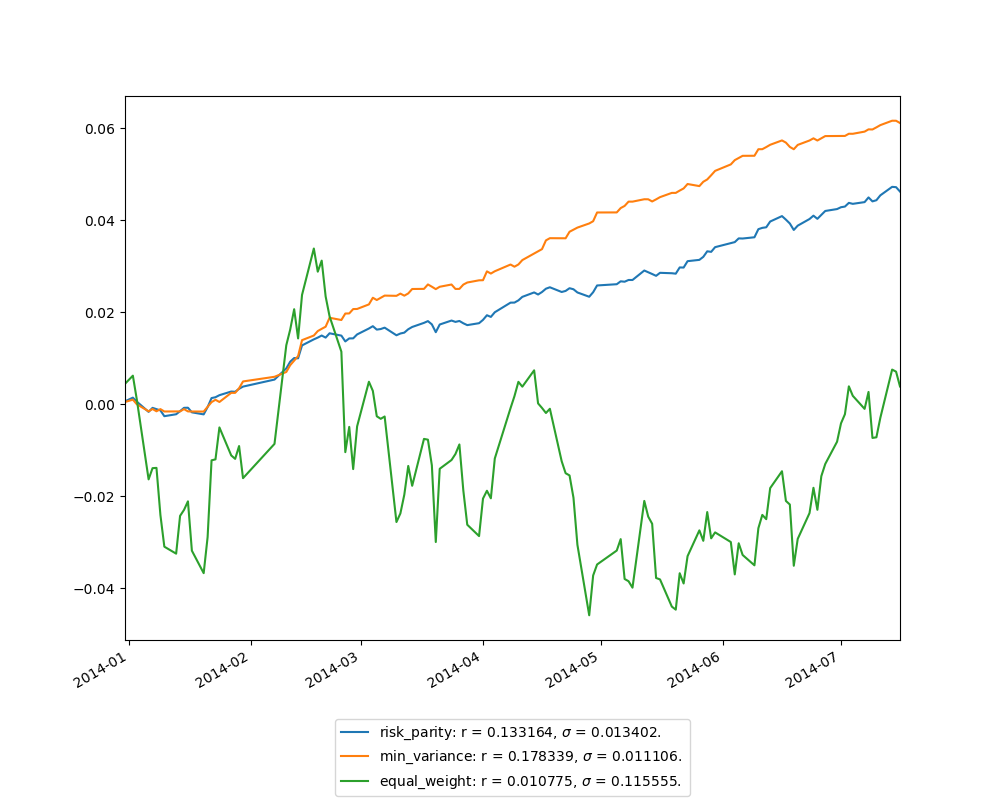 0.06
0.04
0.02
0.00
−0.02
−0.04
2014-01 2014-02 2014-03 2014-04 2014-05 2014-06 2014-07
risk_parity: r = 0.133164, σ = 0.013402.
min_variance: r = 0.178339, σ = 0.011106.
equal_weight: r = 0.010775, σ = 0.115555.